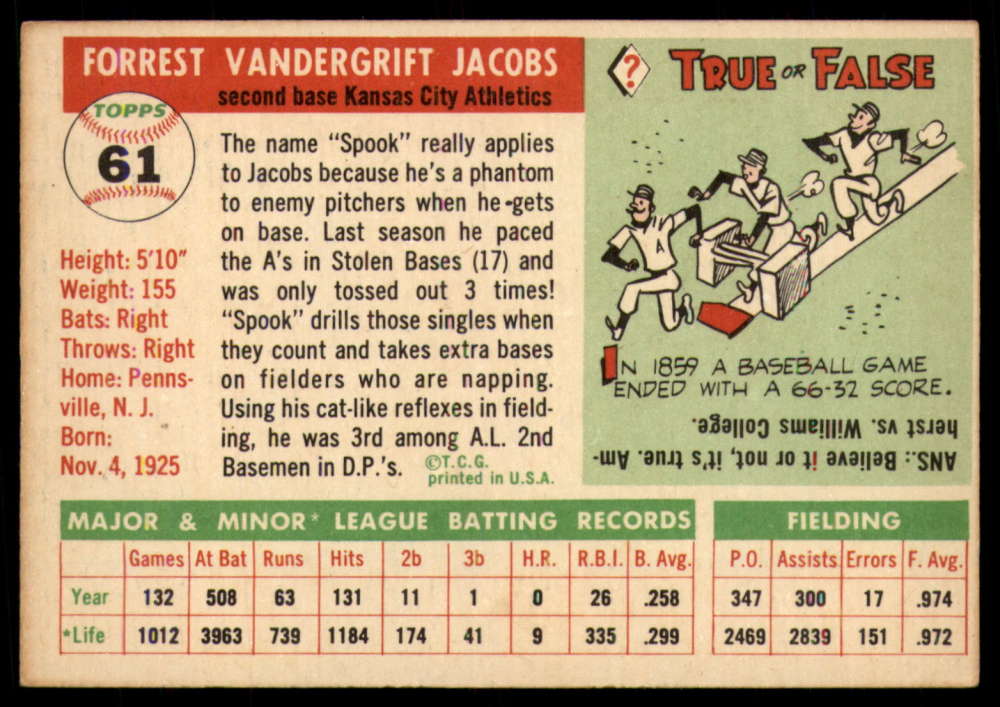 FORREST VANDERGRIFT JACOBS
second base Kansas City Athletics
TOPPS
61
Height: 5'10"
Weight: 155
Bats: Right
Throws: Right
Home: Penns-
ville, N. J.
Born:
Nov. 4, 1925
The name "Spook" really applies
to Jacobs because he's a phantom
to enemy pitchers when he gets
on base. Last season he paced
the A's in Stolen Bases (17) and
was only tossed out 3 times!
"Spook" drills those singles when
they count and takes extra bases
on fielders who are napping.
Using his cat-like reflexes in field-
ing, he was 3rd among A.L. 2nd
Basemen in D.P.'s.
©T.C.G.
printed in U.S.A.
?
TRUE OR FALSE
A
IN 1859 A BASEBALL GAME
ENDED WITH A 66-32 SCORE.
ANS.: Believe it or not, it's true. Am-
herst vs. Williams College.
MAJOR & MINOR* LEAGUE BATTING RECORDS FIELDING
Games At Bat Runs Hits 2b 3b H.R. R.B.I. B. Avg. P.O. Assists Errors F. Avg.
Year 132 508 63 131 11 1 0 26 .258 347 300 17 .974
*Life 1012 3963 739 1184 174 41 9 335 .299 2469 2839 151 .972